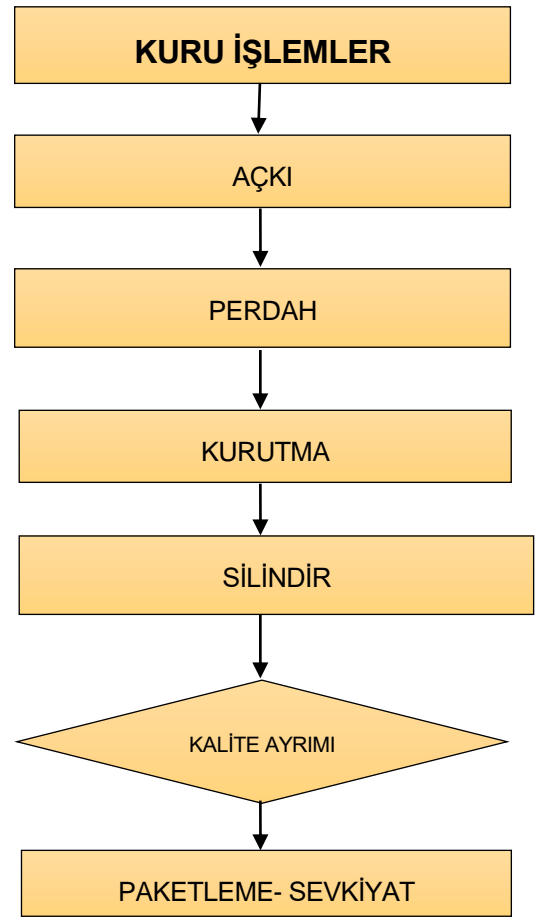 KURU İŞLEMLER
AÇKI
PERDAH
KURUTMA
SİLİNDİR
KALİTE AYRIMI
PAKETLEME- SEVKİYAT